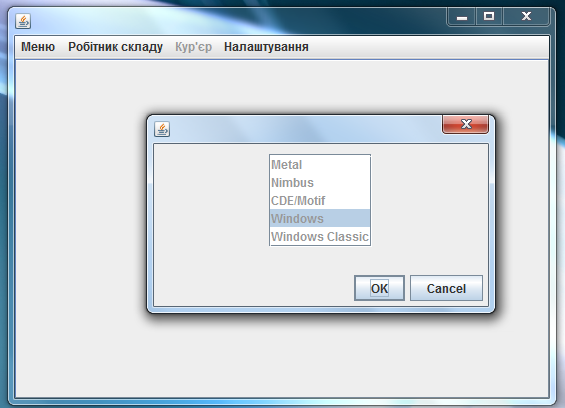 Меню Робітник складу Кур'єр Налаштування
Metal
Nimbus
CDE/Motif
Windows
Windows Classic
OK Cancel